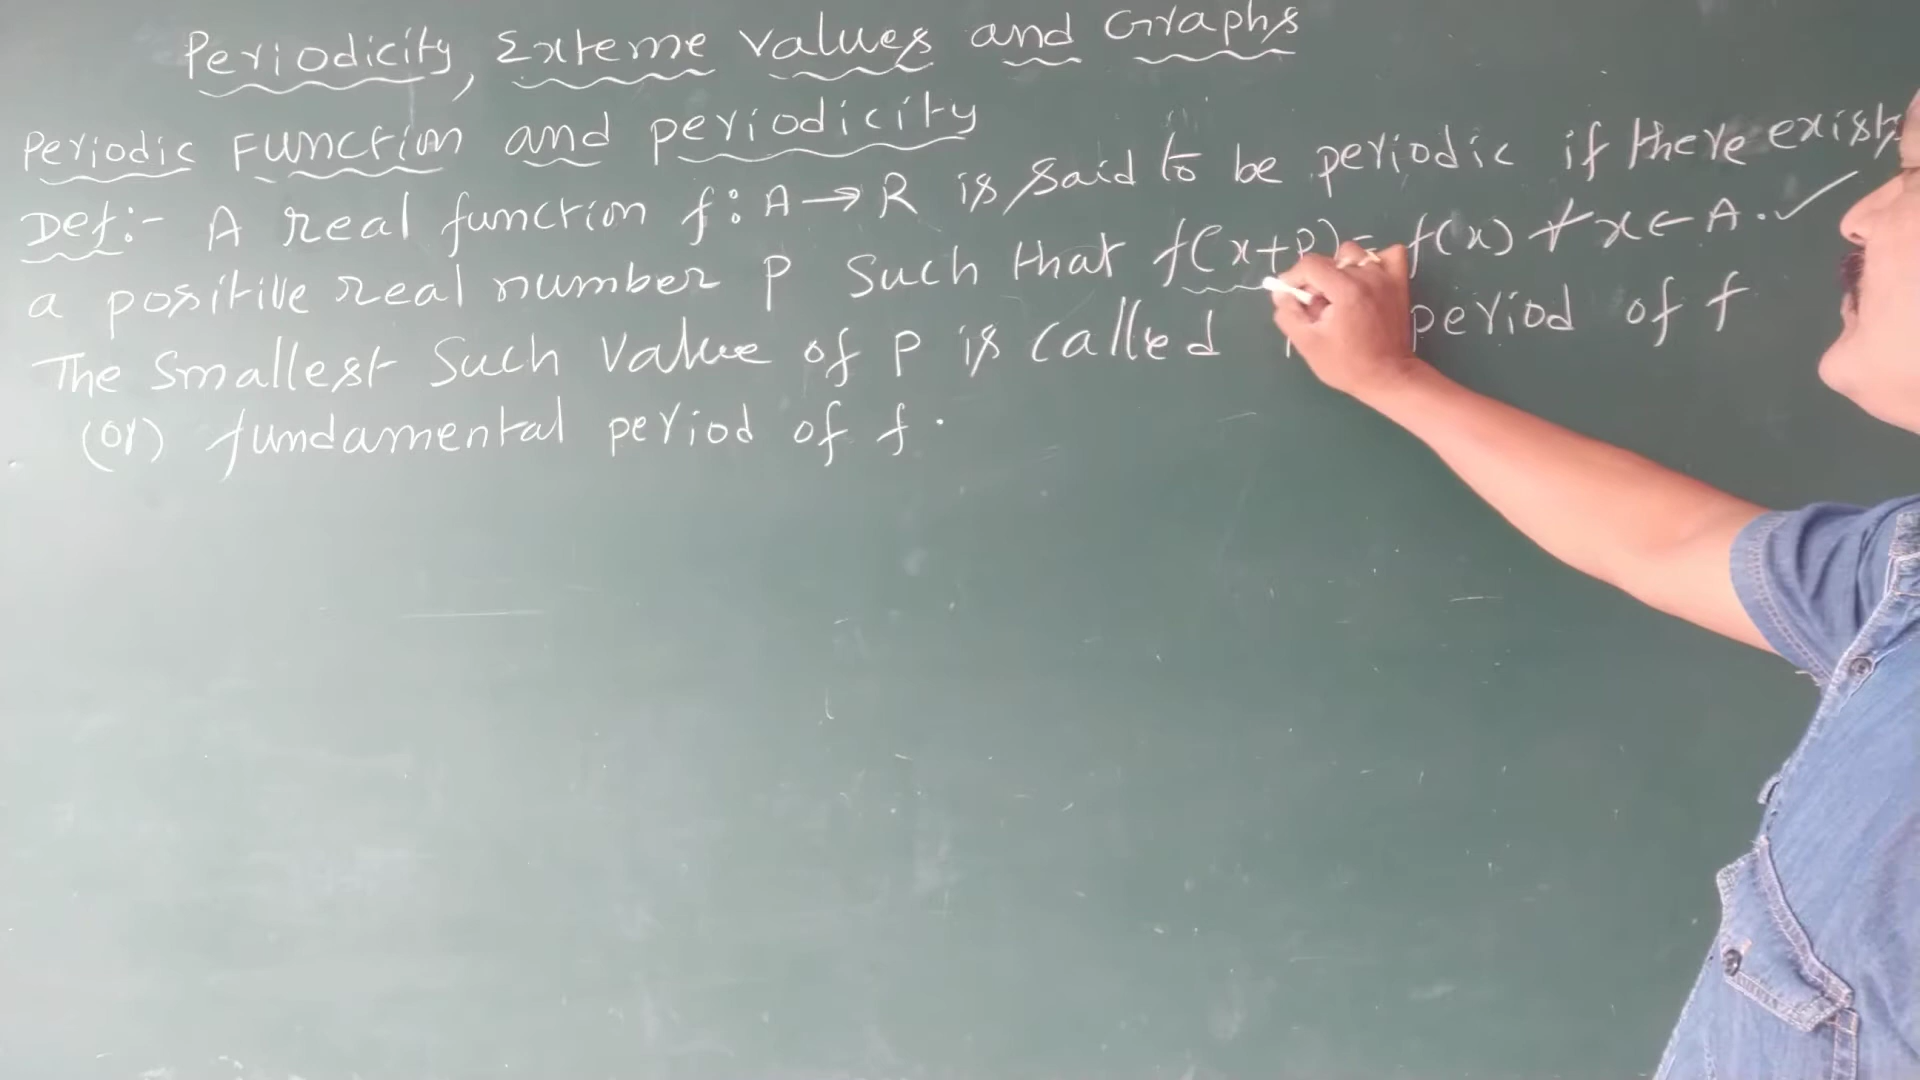 Periodicity, Exteme values and Graphs
Periodic Function and periodicity
Def:- A real function f: A→R is said to be periodic if there exists
a positive real number P such that f(x+P)= f(x) ∀ x ∈ A.✓
The Smallest Such Value of P is called period of f
(or) fundamental period of f.